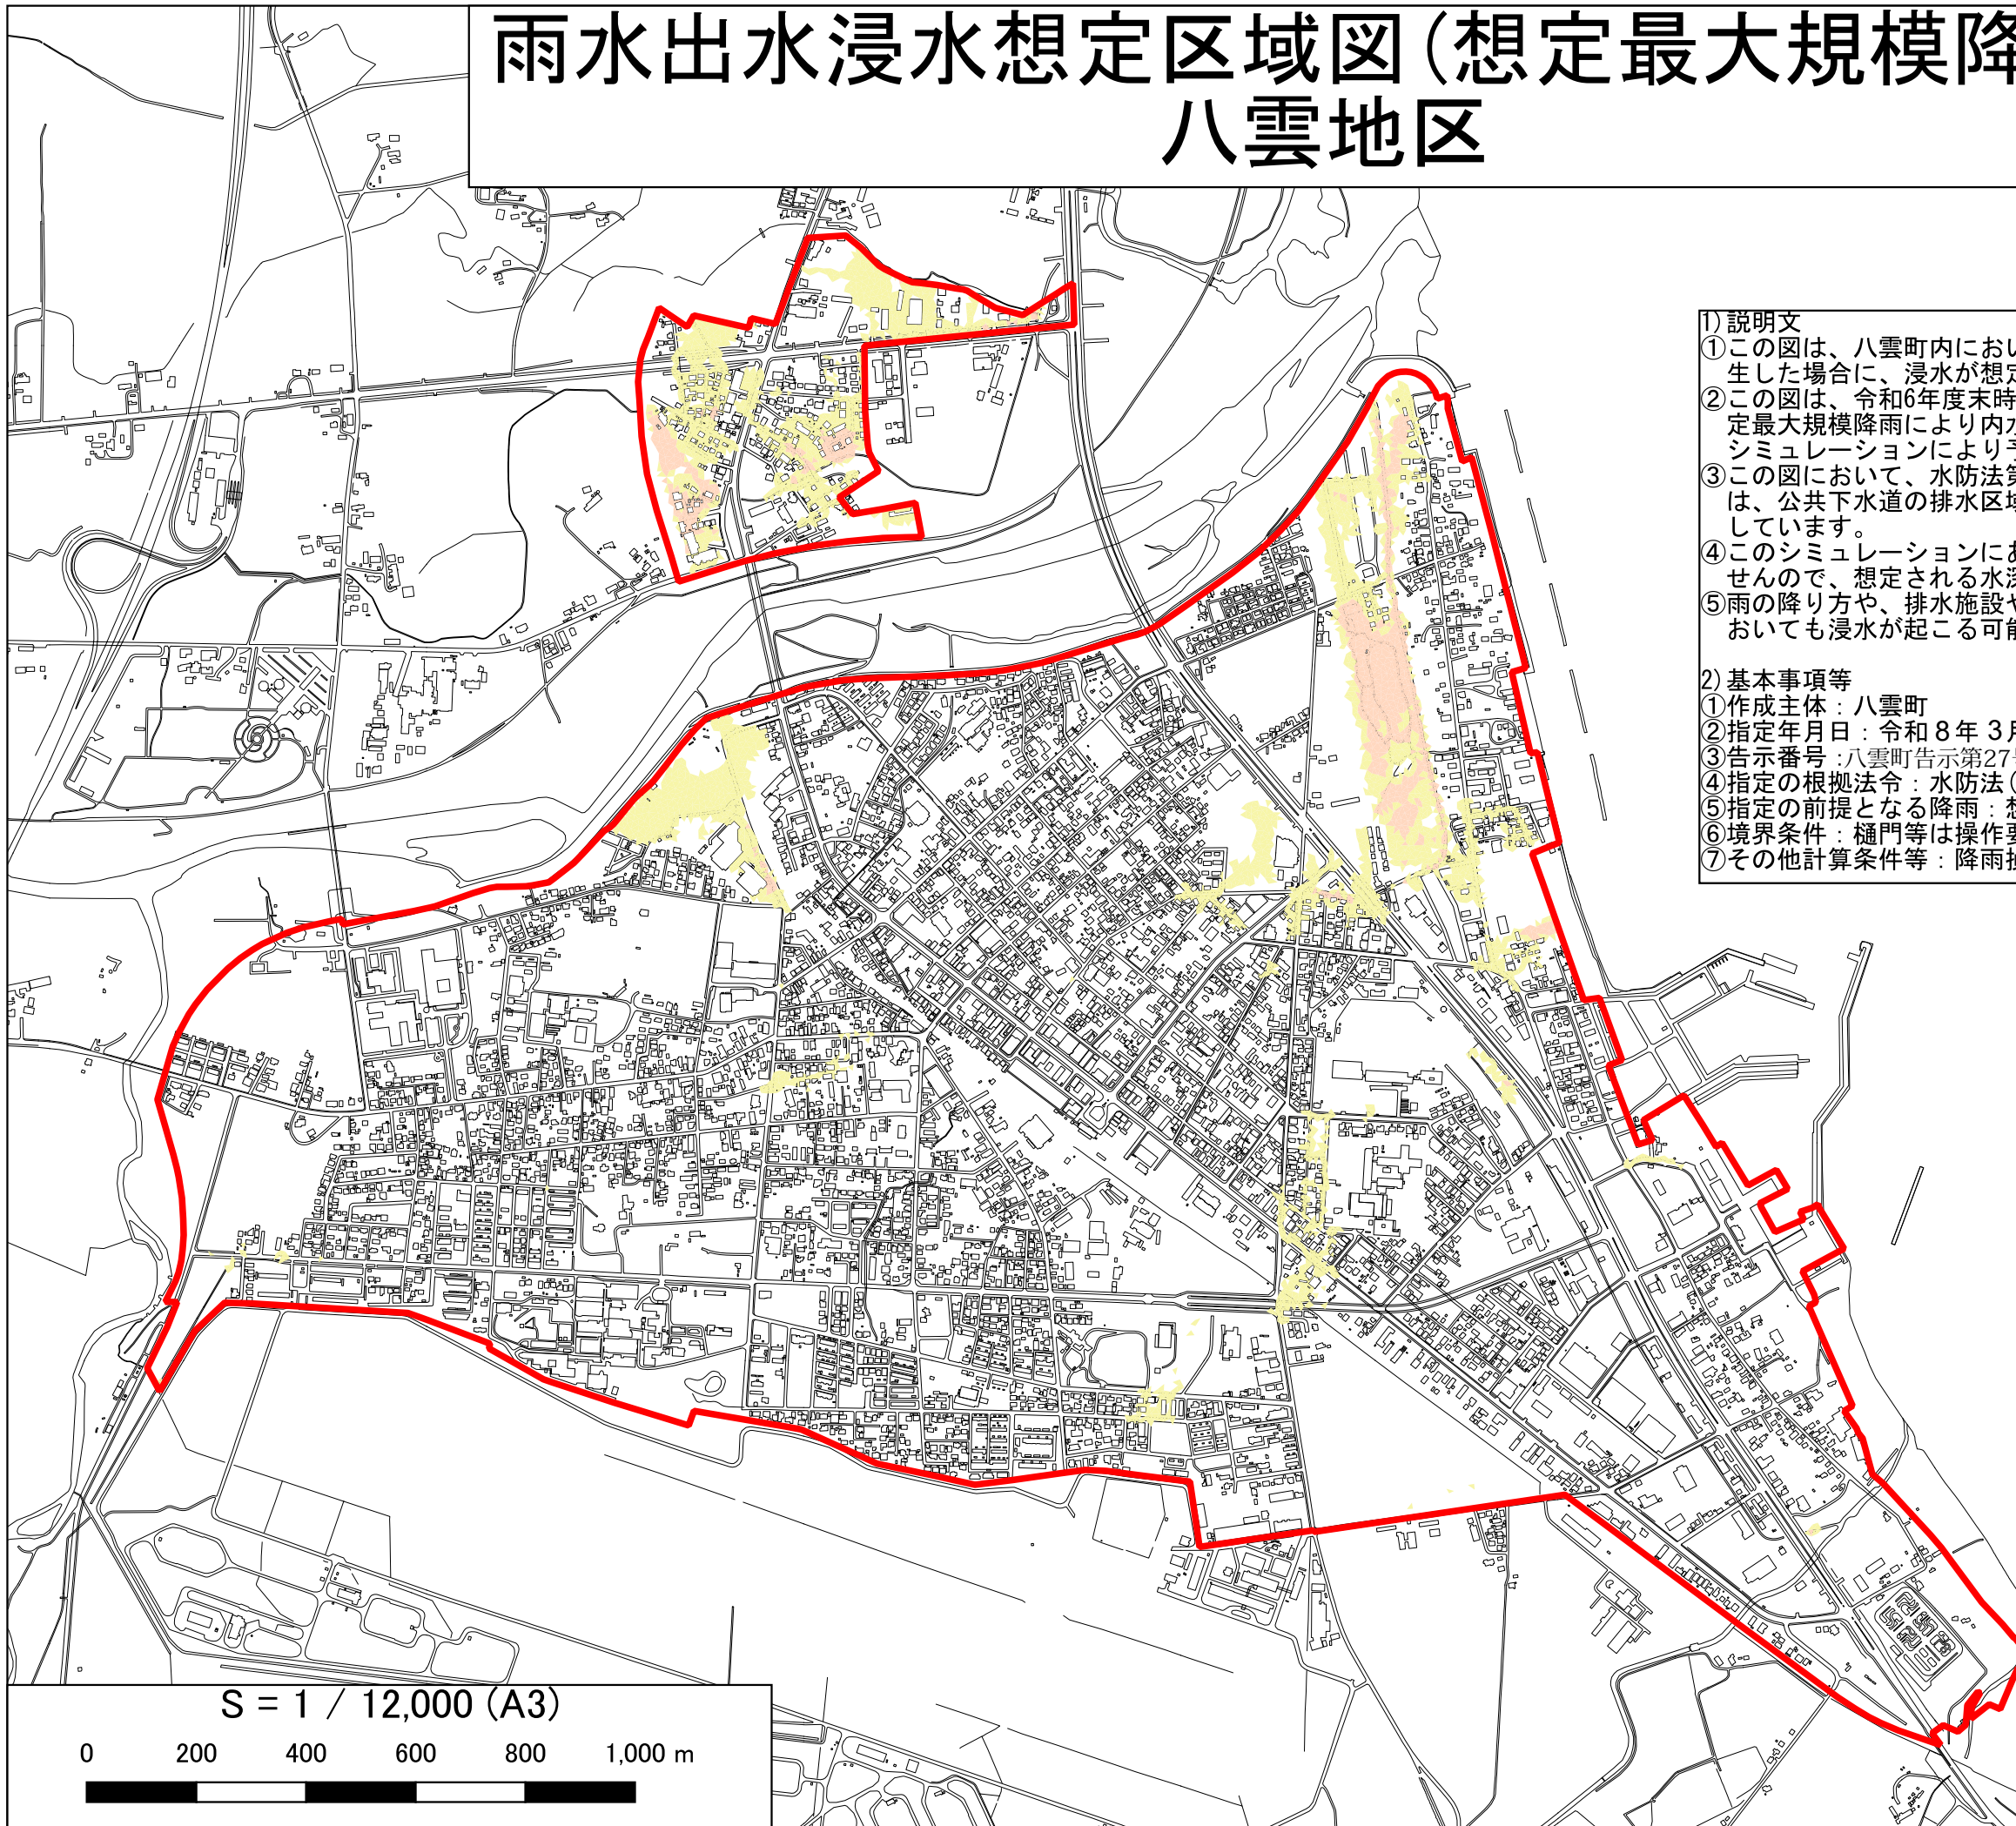 雨水出水浸水想定区域図(想定最大規模降
八雲地区
1)説明文
①この図は、八雲町内におい
生した場合に、浸水が想定
②この図は、令和6年度末時
定最大規模降雨により内水
シミュレーションにより予
③この図において、水防法第
は、公共下水道の排水区域
しています。
④このシミュレーションにお
せんので、想定される水深
⑤雨の降り方や、排水施設や
おいても浸水が起こる可能
2)基本事項等
①作成主体：八雲町
②指定年月日：令和８年３月
③告示番号:八雲町告示第27号
④指定の根拠法令：水防法(
⑤指定の前提となる降雨：想
⑥境界条件：樋門等は操作要
⑦その他計算条件等：降雨損
S = 1 / 12,000 (A3)
0 200 400 600 800 1,000 m